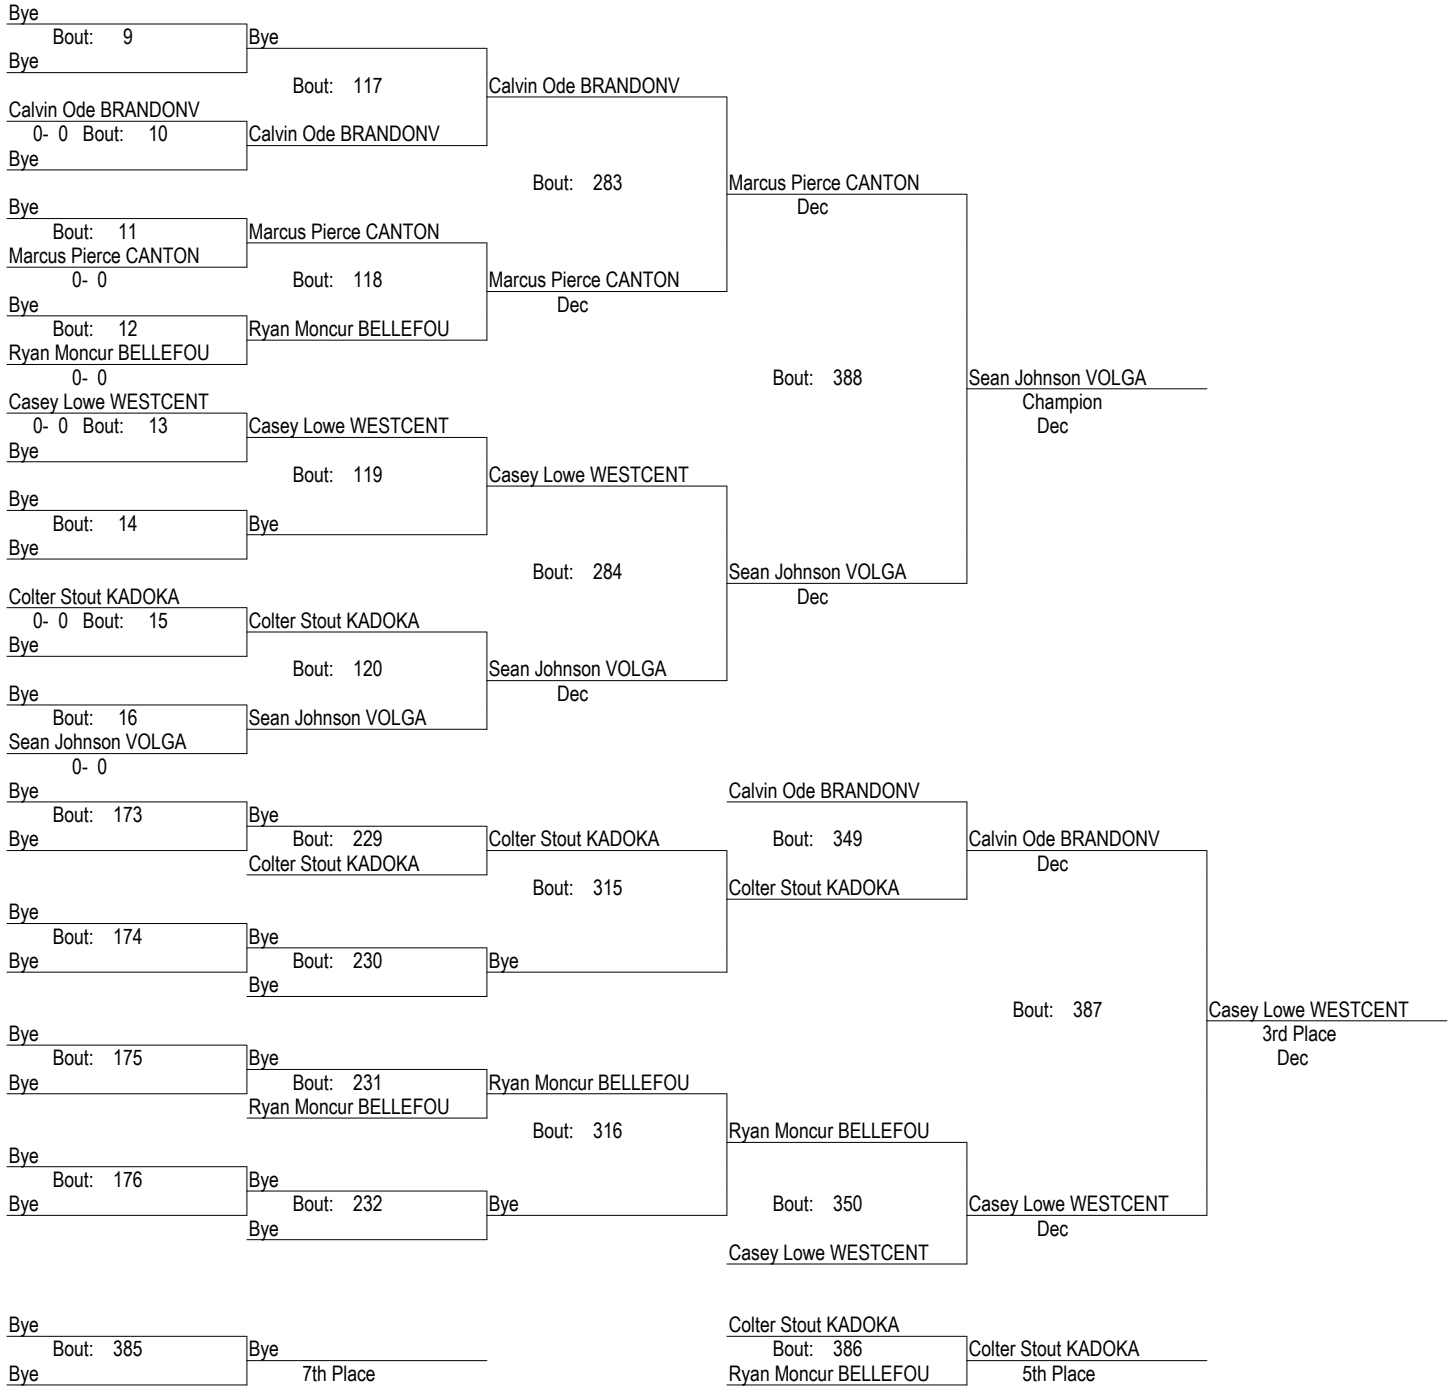 Bye
Bout: 9 Bye
Bye
Bout: 117 Calvin Ode BRANDONV
Calvin Ode BRANDONV
0- 0 Bout: 10 Calvin Ode BRANDONV
Bye
Bout: 283 Marcus Pierce CANTON
Dec
Bye
Bout: 11 Marcus Pierce CANTON
Marcus Pierce CANTON
0- 0 Bout: 118 Marcus Pierce CANTON
Dec
Bye
Bout: 12 Ryan Moncur BELLEFOU
Ryan Moncur BELLEFOU
0- 0 Bout: 388 Sean Johnson VOLGA
Champion
Dec
Casey Lowe WESTCENT
0- 0 Bout: 13 Casey Lowe WESTCENT
Bye
Bout: 119 Casey Lowe WESTCENT
Bye
Bout: 14 Bye
Bye
Bout: 284 Sean Johnson VOLGA
Dec
Colter Stout KADOKA
0- 0 Bout: 15 Colter Stout KADOKA
Bye
Bout: 120 Sean Johnson VOLGA
Dec
Bye
Bout: 16 Sean Johnson VOLGA
Sean Johnson VOLGA
0- 0
Bye Calvin Ode BRANDONV
Bout: 173 Bye
Bye Bout: 229 Colter Stout KADOKA Bout: 349 Calvin Ode BRANDONV
Colter Stout KADOKA Dec
Bout: 315 Colter Stout KADOKA
Bye
Bout: 174 Bye
Bye Bout: 230 Bye
Bye
Bout: 387 Casey Lowe WESTCENT
3rd Place
Dec
Bye
Bout: 175 Bye
Bye Bout: 231 Ryan Moncur BELLEFOU
Ryan Moncur BELLEFOU
Bout: 316 Ryan Moncur BELLEFOU
Bye
Bout: 176 Bye
Bye Bout: 232 Bye Bout: 350 Casey Lowe WESTCENT
Bye Dec
Casey Lowe WESTCENT
Bye Colter Stout KADOKA
Bout: 385 Bye Bout: 386 Colter Stout KADOKA
Bye 7th Place Ryan Moncur BELLEFOU 5th Place